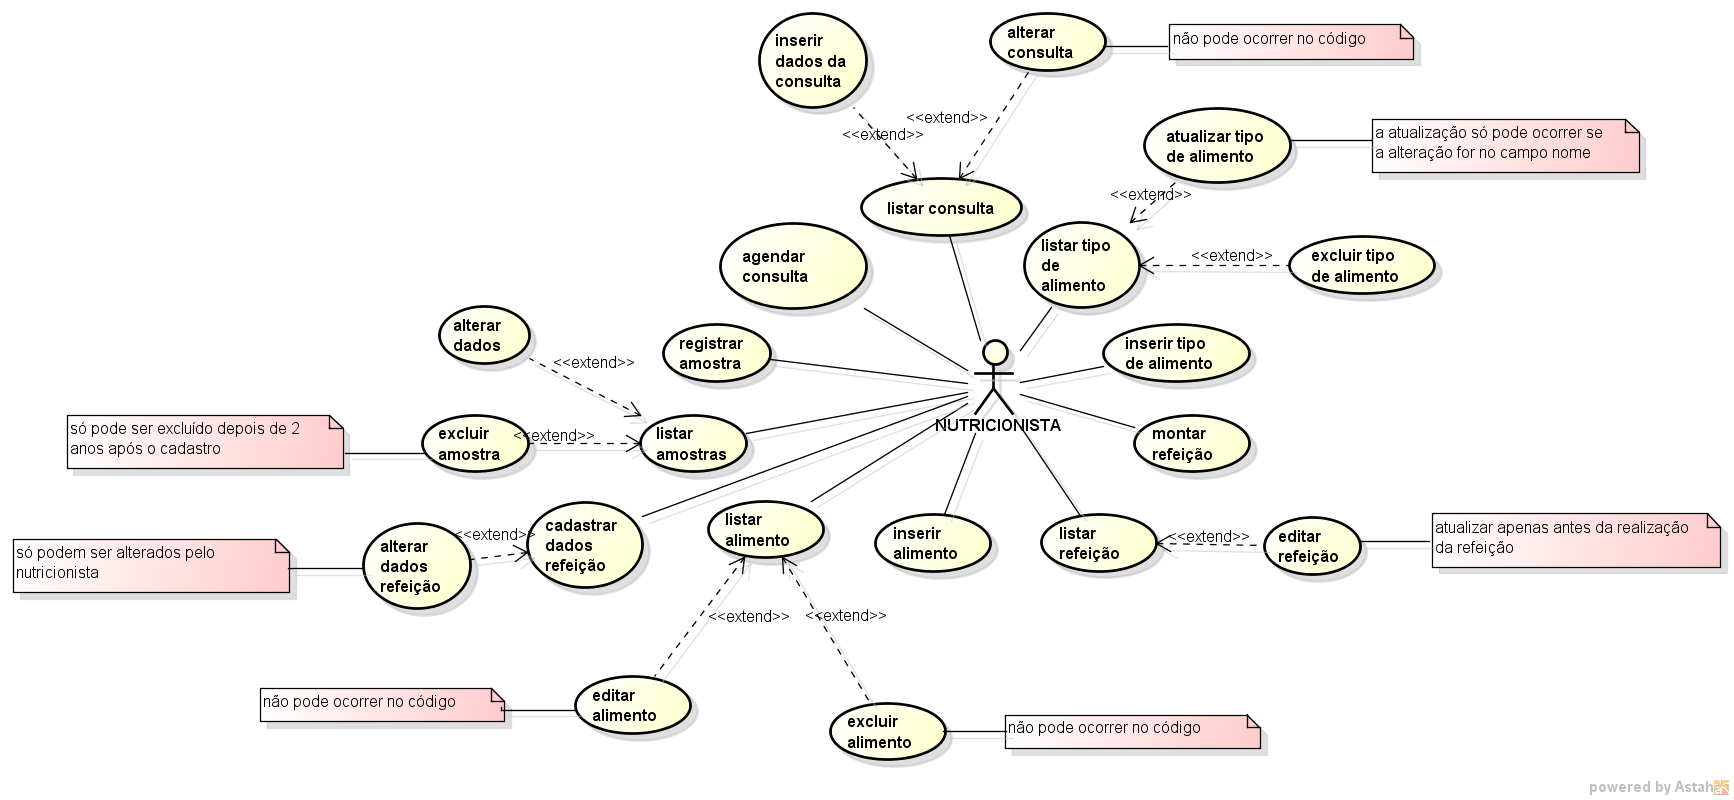 inserir
dados da
consulta
alterar
consulta
não pode ocorrer no código
<<extend>>
<<extend>>
atualizar tipo
de alimento
a atualização só pode ocorrer se
a alteração for no campo nome
<<extend>>
listar consulta
agendar
consulta
listar tipo
de
alimento
<<extend>>
excluir tipo
de alimento
alterar
dados
<<extend>>
registrar
amostra
inserir tipo
de alimento
só pode ser excluído depois de 2
anos após o cadastro
excluir
amostra
<<extend>>
listar
amostras
NUTRICIONISTA
montar
refeição
só podem ser alterados pelo
nutricionista
alterar
dados
refeição
<<extend>>
cadastrar
dados
refeição
listar
alimento
inserir
alimento
listar
refeição
<<extend>>
editar
refeição
atualizar apenas antes da realização
da refeição
<<extend>>
<<extend>>
não pode ocorrer no código
editar
alimento
excluir
alimento
não pode ocorrer no código
powered by Astah